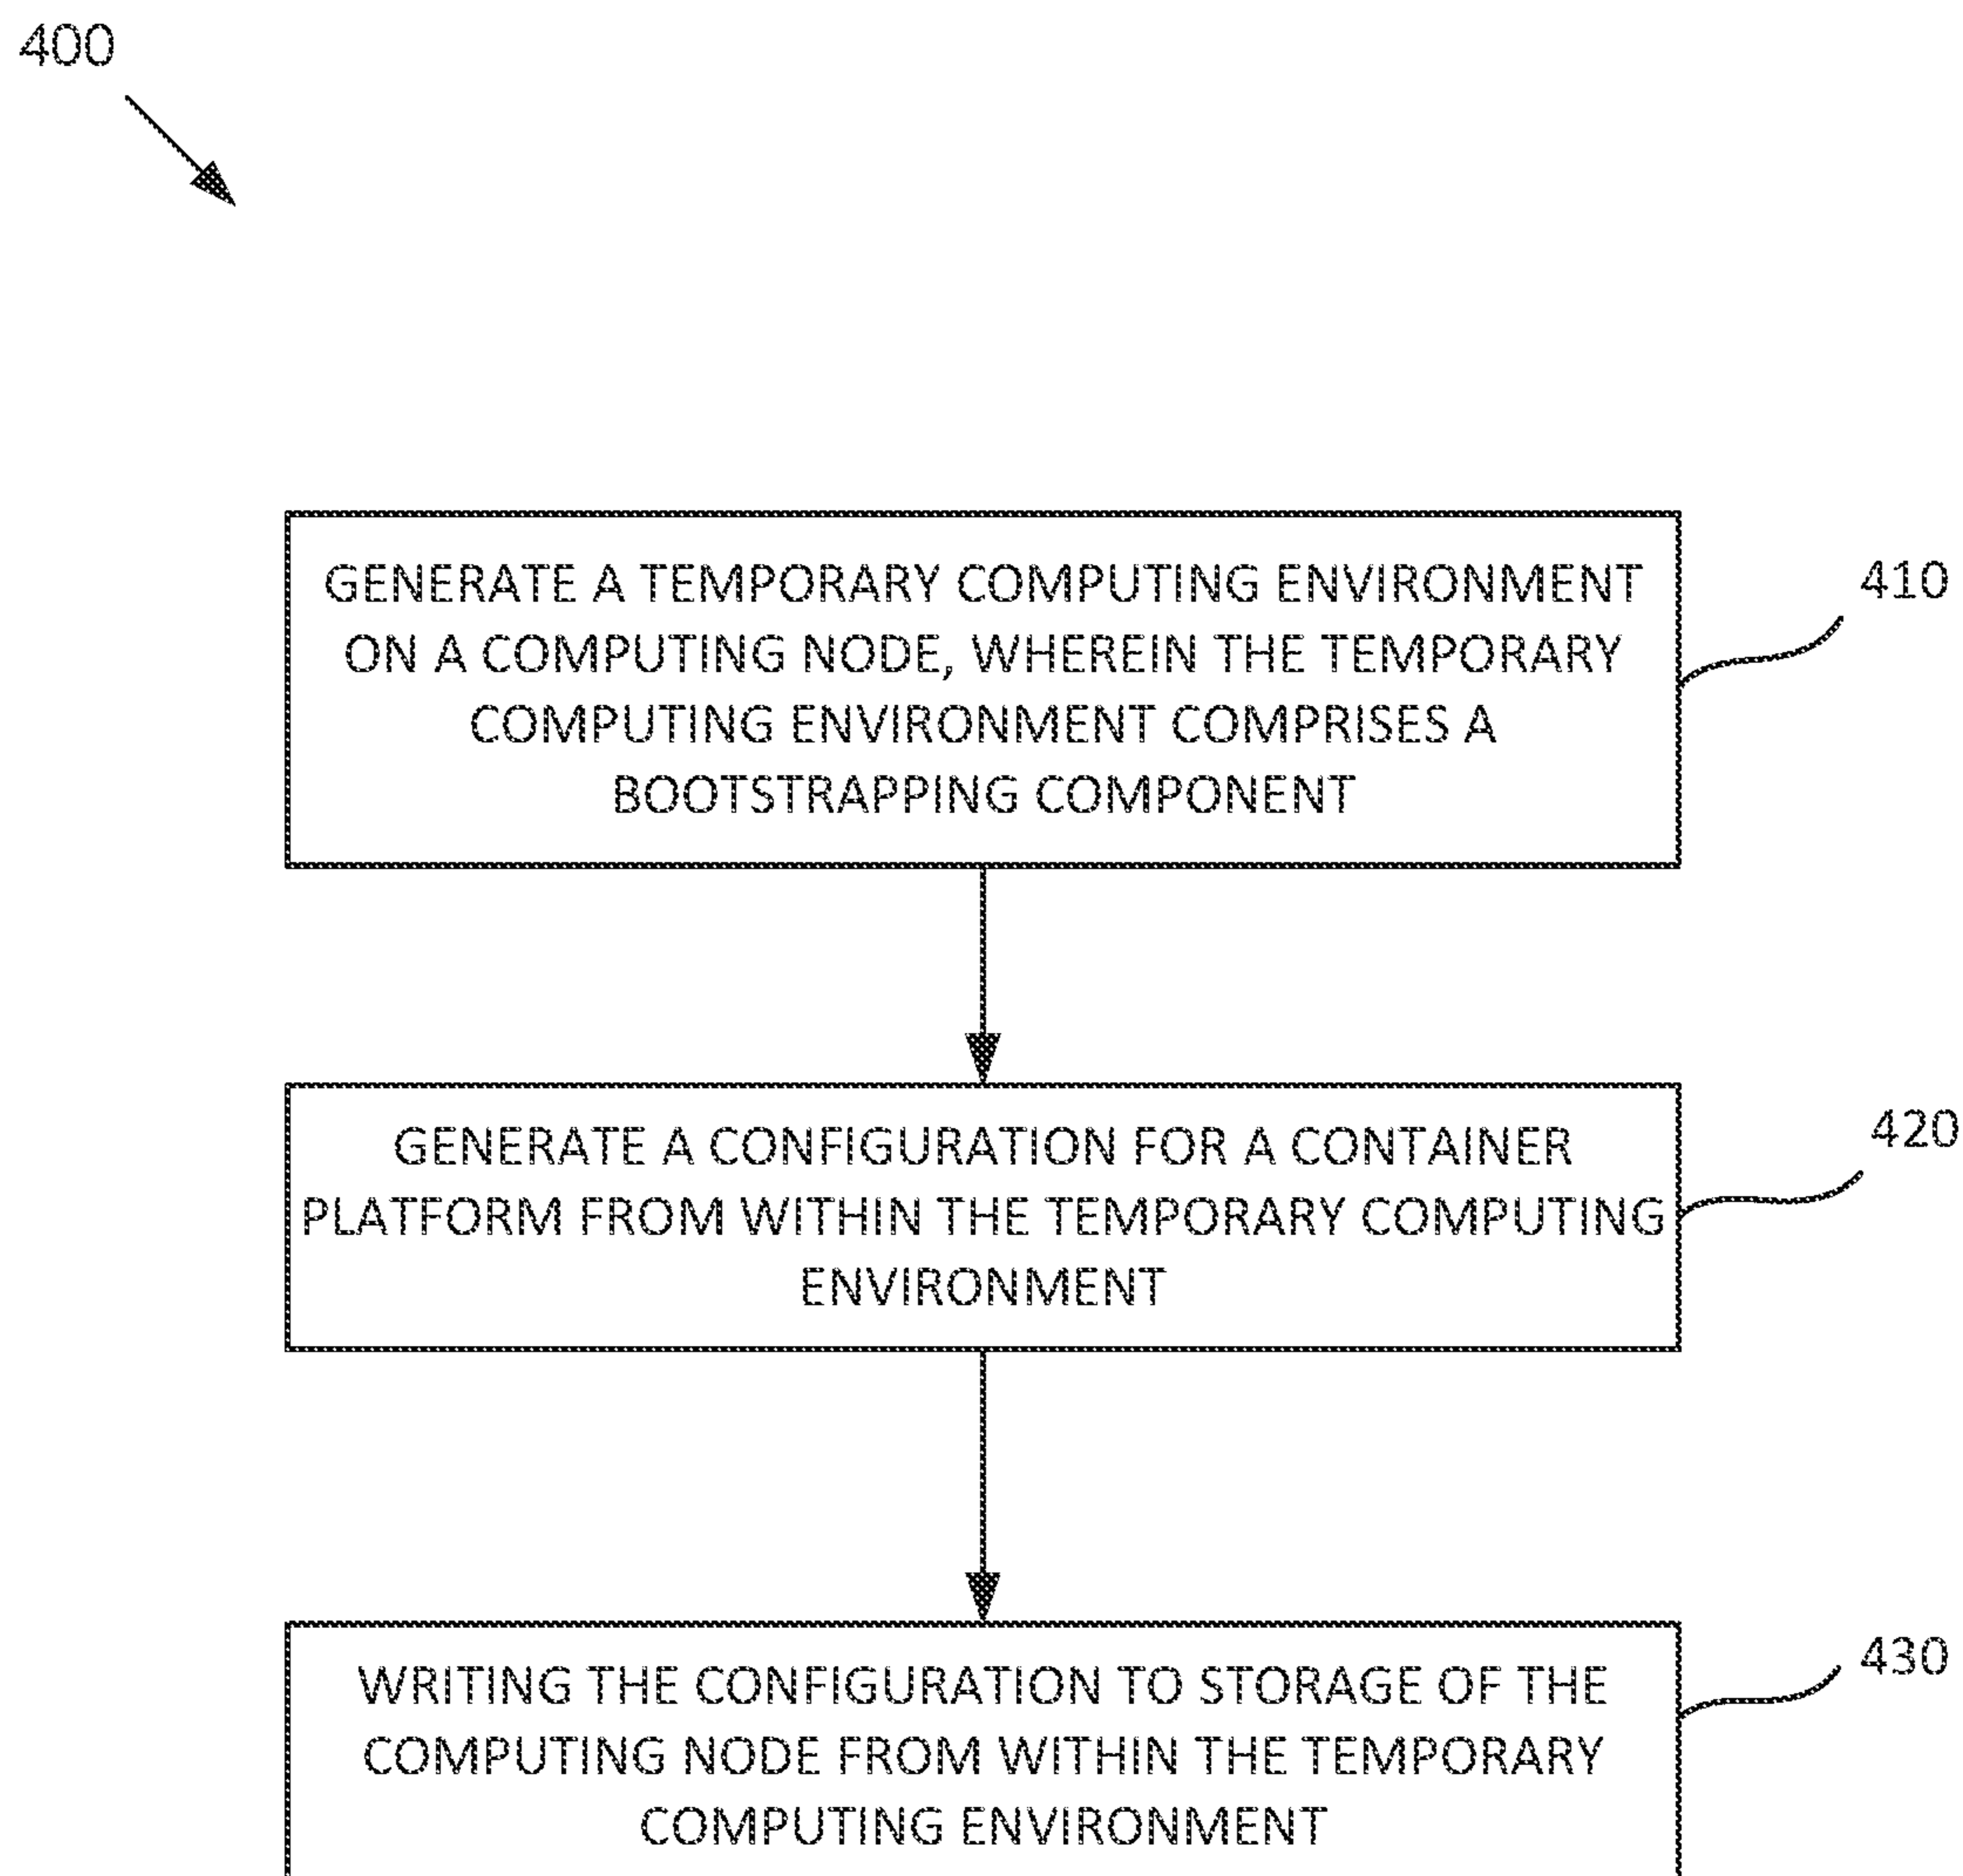 400
GENERATE A TEMPORARY COMPUTING ENVIRONMENT
ON A COMPUTING NODE, WHEREIN THE TEMPORARY
COMPUTING ENVIRONMENT COMPRISES A
BOOTSTRAPPING COMPONENT
410
GENERATE A CONFIGURATION FOR A CONTAINER
PLATFORM FROM WITHIN THE TEMPORARY COMPUTING
ENVIRONMENT
420
WRITING THE CONFIGURATION TO STORAGE OF THE
COMPUTING NODE FROM WITHIN THE TEMPORARY
COMPUTING ENVIRONMENT
430